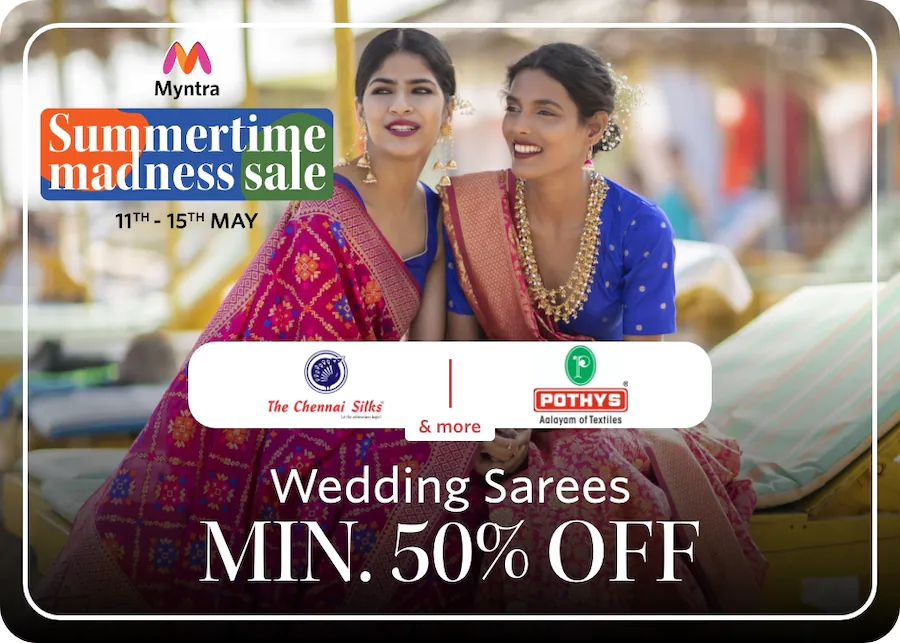 Myntra
Summertime
madness sale
11TH - 15TH MAY
The Chennai Silks®
POTHYS®
Aalayam of Textiles
& more
Wedding Sarees
MIN. 50% OFF